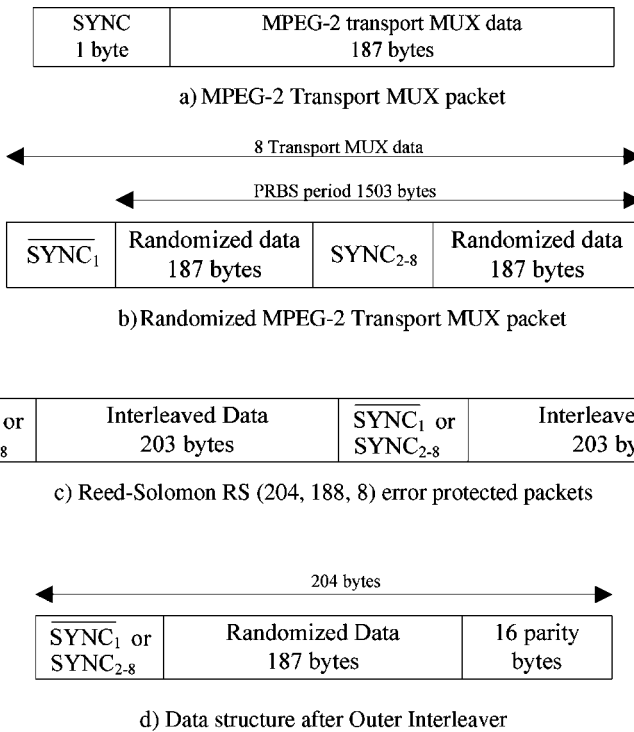 SYNC
1 byte
MPEG-2 transport MUX data
187 bytes
a) MPEG-2 Transport MUX packet
8 Transport MUX data
PRBS period 1503 bytes
SYNC1
Randomized data
187 bytes
SYNC2-8
Randomized data
187 bytes
b) Randomized MPEG-2 Transport MUX packet
or
8
Interleaved Data
203 bytes
SYNC1 or
SYNC2-8
Interleave
203 by
c) Reed-Solomon RS (204, 188, 8) error protected packets
204 bytes
SYNC1 or
SYNC2-8
Randomized Data
187 bytes
16 parity
bytes
d) Data structure after Outer Interleaver